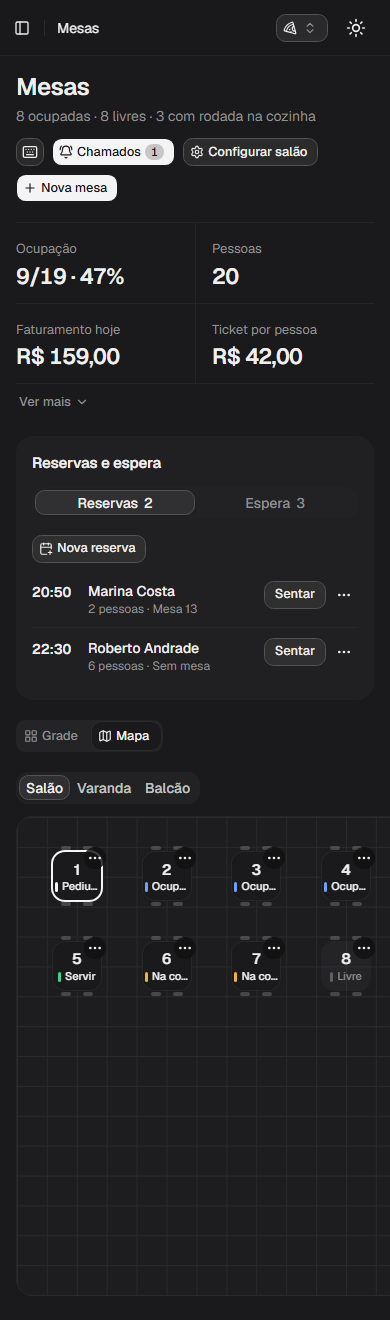 Mesas
Mesas
8 ocupadas · 8 livres · 3 com rodada na cozinha
Chamados 1
Configurar salão
Nova mesa
Ocupação
9/19 · 47%
Pessoas
20
Faturamento hoje
R$ 159,00
Ticket por pessoa
R$ 42,00
Ver mais
Reservas e espera
Reservas 2
Espera 3
Nova reserva
20:50 Marina Costa Sentar
2 pessoas · Mesa 13
22:30 Roberto Andrade Sentar
6 pessoas · Sem mesa
Grade Mapa
Salão Varanda Balcão
1 2 3 4
Pediu... Ocup... Ocup... Ocup...
5 6 7 8
Servir Na co... Na co... Livre